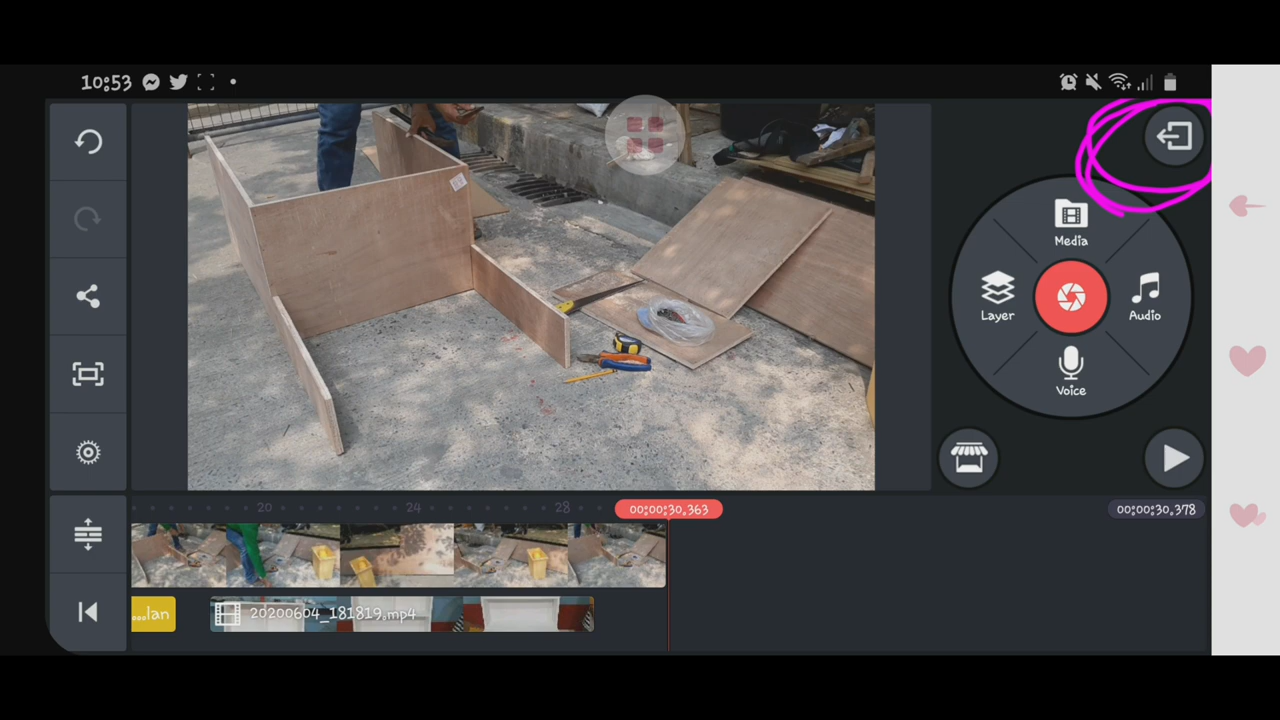 10:53
Media
Layer
Audio
Voice
20
24
28
00:00:30.363
00:00:30.378
...lan
20200604_181819.mp4